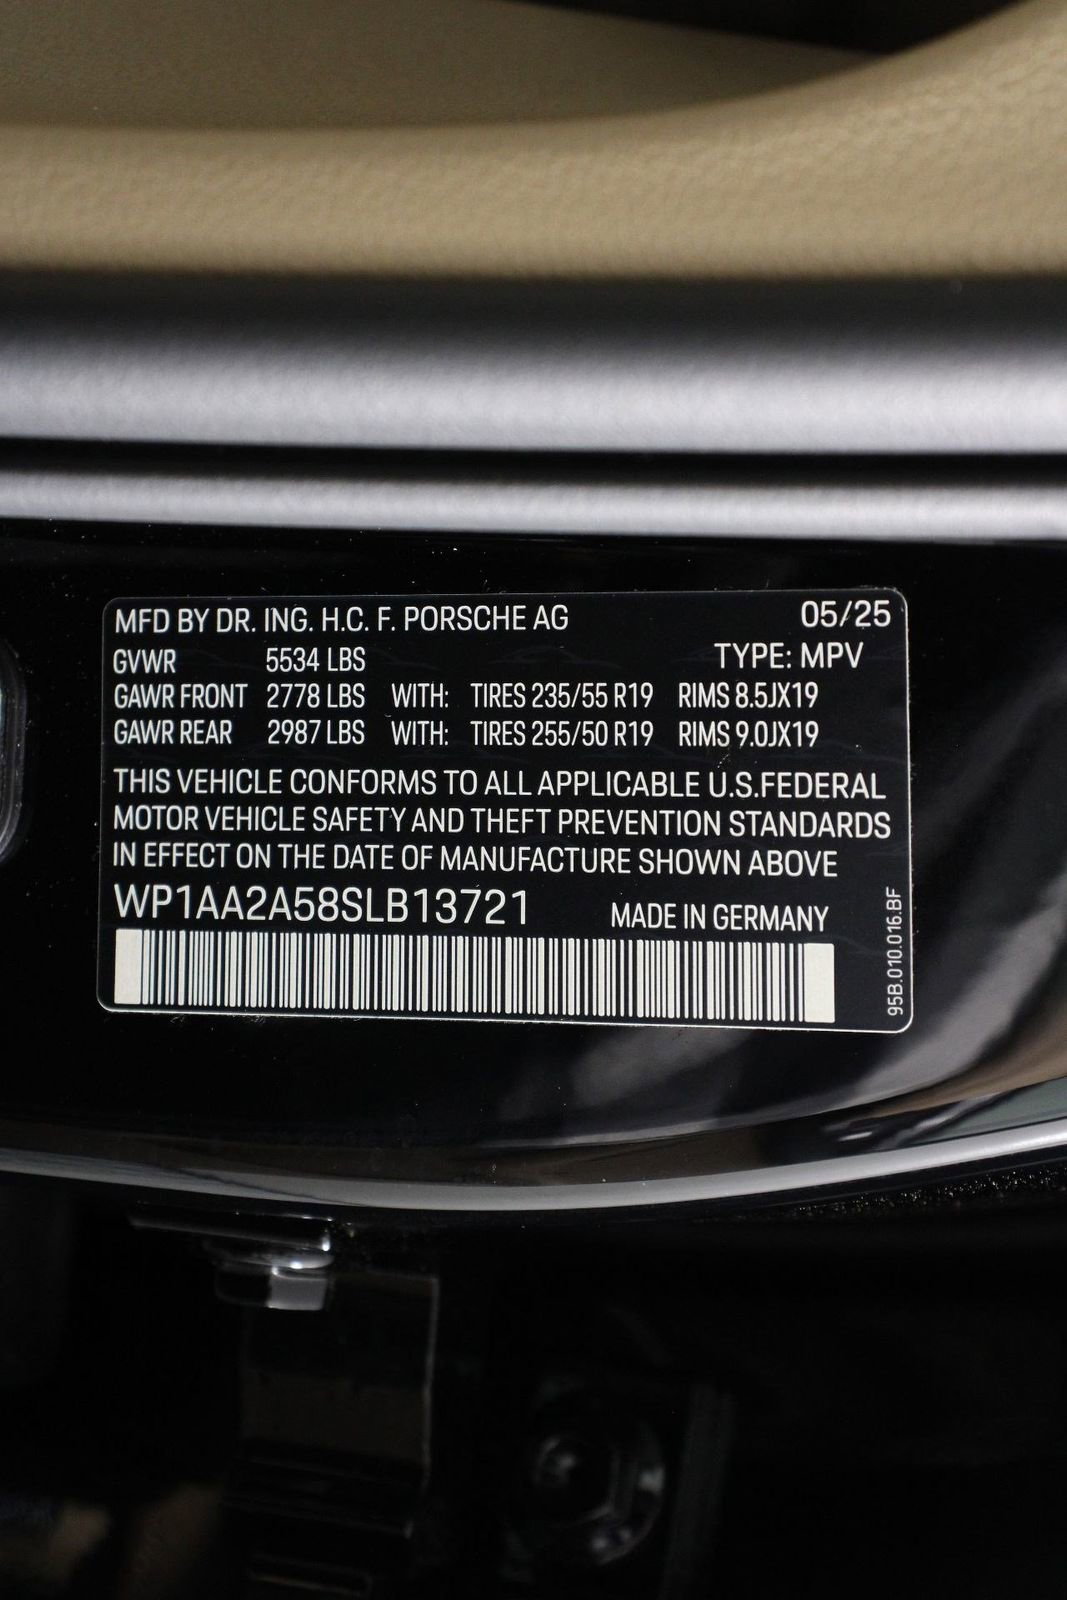 MFD BY DR. ING. H.C. F. PORSCHE AG 05/25
GVWR 5534 LBS TYPE: MPV
GAWR FRONT 2778 LBS WITH: TIRES 235/55 R19 RIMS 8.5JX19
GAWR REAR 2987 LBS WITH: TIRES 255/50 R19 RIMS 9.0JX19
THIS VEHICLE CONFORMS TO ALL APPLICABLE U.S.FEDERAL
MOTOR VEHICLE SAFETY AND THEFT PREVENTION STANDARDS
IN EFFECT ON THE DATE OF MANUFACTURE SHOWN ABOVE
WP1AA2A58SLB13721 MADE IN GERMANY
95B.010.016.BF